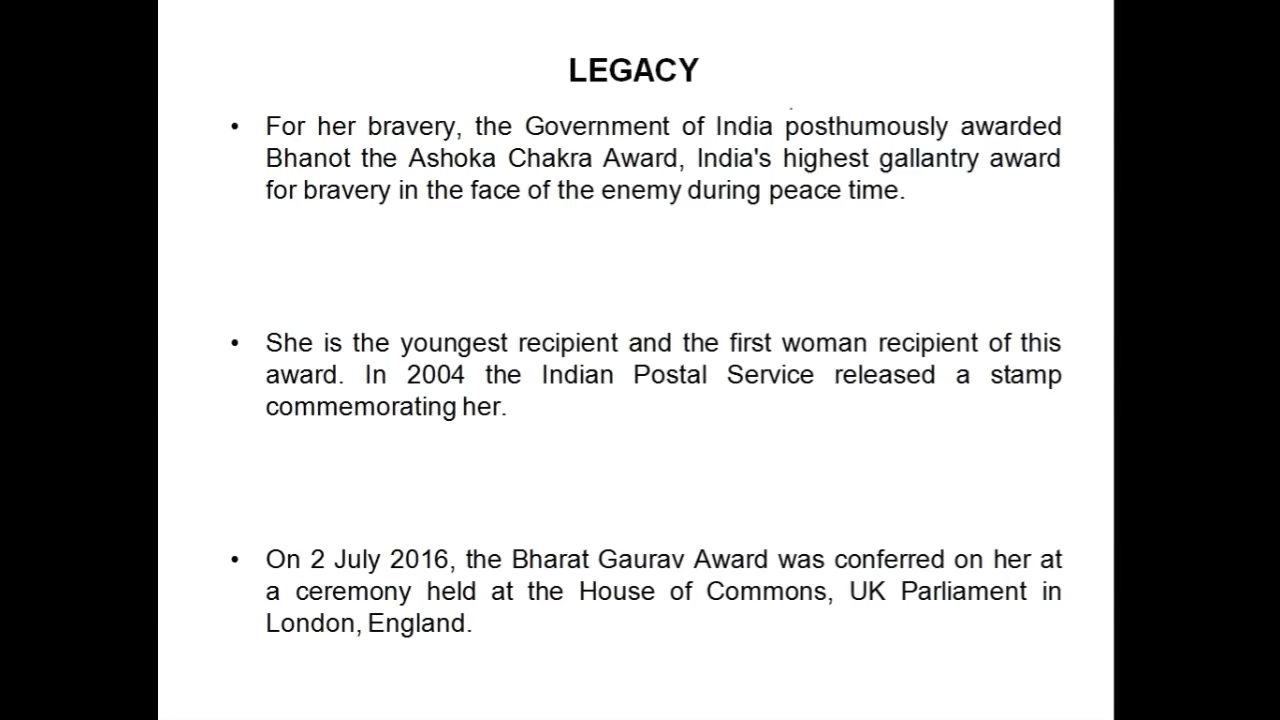 LEGACY
• For her bravery, the Government of India posthumously awarded
Bhanot the Ashoka Chakra Award, India's highest gallantry award
for bravery in the face of the enemy during peace time.
• She is the youngest recipient and the first woman recipient of this
award. In 2004 the Indian Postal Service released a stamp
commemorating her.
• On 2 July 2016, the Bharat Gaurav Award was conferred on her at
a ceremony held at the House of Commons, UK Parliament in
London, England.